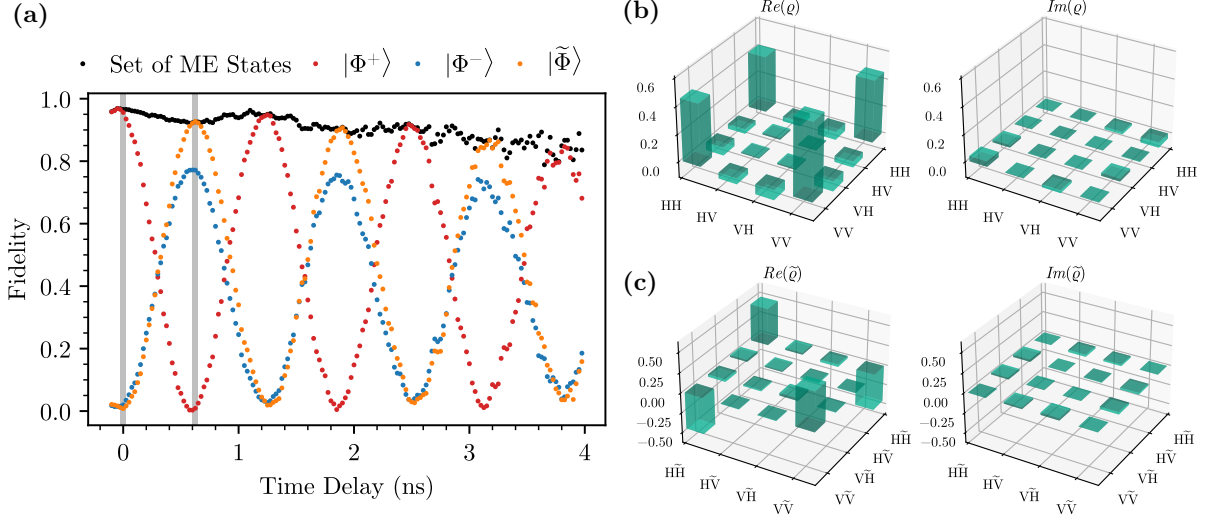 (a)
Set of ME States |Φ⁺⟩ |Φ⁻⟩ |Φ̃⟩
Fidelity
1.0
0.8
0.6
0.4
0.2
0.0
0 1 2 3 4
Time Delay (ns)
(b)
Re(ϱ)
0.6
0.4
0.2
0.0
HH HV VH VV
HH
HV
VH
VV
Im(ϱ)
0.6
0.4
0.2
0.0
HH HV VH VV
HH
HV
VH
VV
(c)
Re(ϱ̃)
0.50
0.25
0.00
−0.25
−0.50
HH̃ HṼ VH̃ VṼ
HH̃
HṼ
VH̃
VṼ
Im(ϱ̃)
0.50
0.25
0.00
−0.25
−0.50
HH̃ HṼ VH̃ VṼ
HH̃
HṼ
VH̃
VṼ